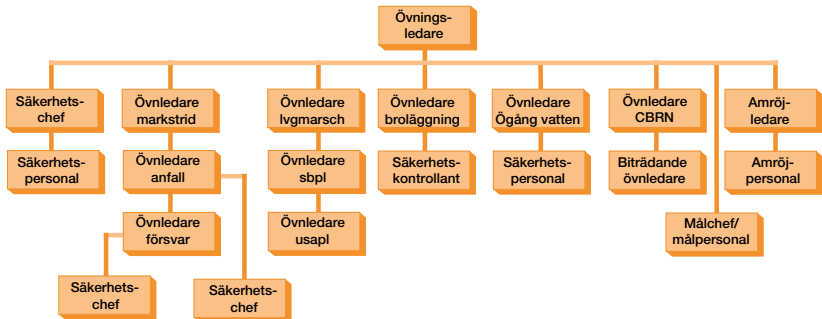 Övnings-
ledare
Säkerhets-
chef
Övnledare
markstrid
Övnledare
lvgmarsch
Övnledare
broläggning
Övnledare
Ögång vatten
Övnledare
CBRN
Amröj-
ledare
Säkerhets-
personal
Övnledare
anfall
Övnledare
sbpl
Säkerhets-
kontrollant
Säkerhets-
personal
Biträdande
övnledare
Amröj-
personal
Övnledare
försvar
Övnledare
usapl
Målchef/
målpersonal
Säkerhets-
chef
Säkerhets-
chef